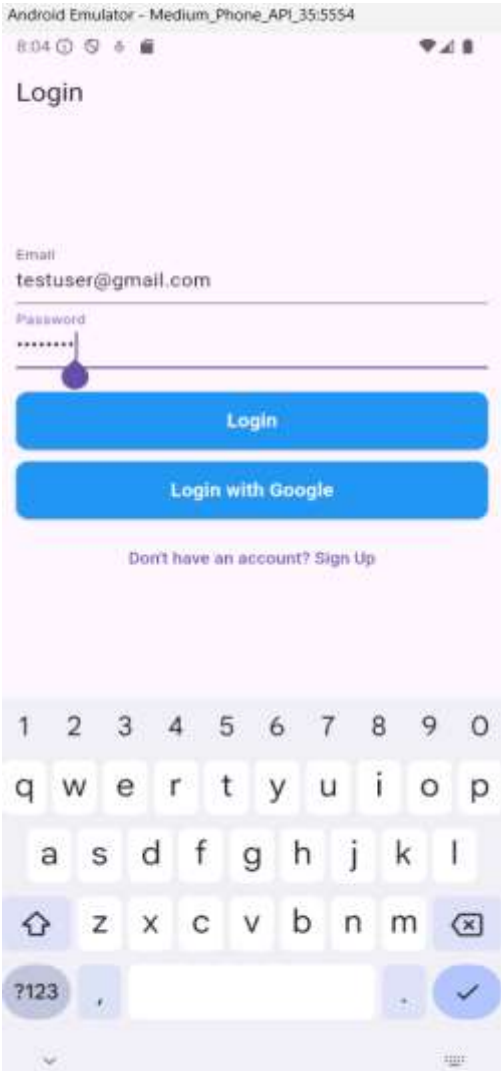 Android Emulator - Medium_Phone_API_35:5554
8:04
Login
Email
testuser@gmail.com
Password
••••••••
Login
Login with Google
Don't have an account? Sign Up
1 2 3 4 5 6 7 8 9 0
q w e r t y u i o p
a s d f g h j k l
z x c v b n m
?123 , .